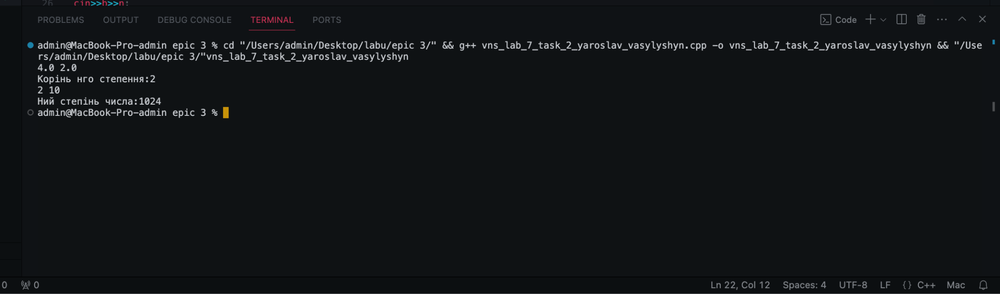 26 cin>>b>>n;
PROBLEMS OUTPUT DEBUG CONSOLE TERMINAL PORTS Code
admin@MacBook-Pro-admin epic 3 % cd "/Users/admin/Desktop/labu/epic 3/" && g++ vns_lab_7_task_2_yaroslav_vasylyshyn.cpp -o vns_lab_7_task_2_yaroslav_vasylyshyn && "/Use
rs/admin/Desktop/labu/epic 3/"vns_lab_7_task_2_yaroslav_vasylyshyn
4.0 2.0
Корінь нго степення:2
2 10
Ний степінь числа:1024
admin@MacBook-Pro-admin epic 3 %
0 0 Ln 22, Col 12 Spaces: 4 UTF-8 LF {} C++ Mac